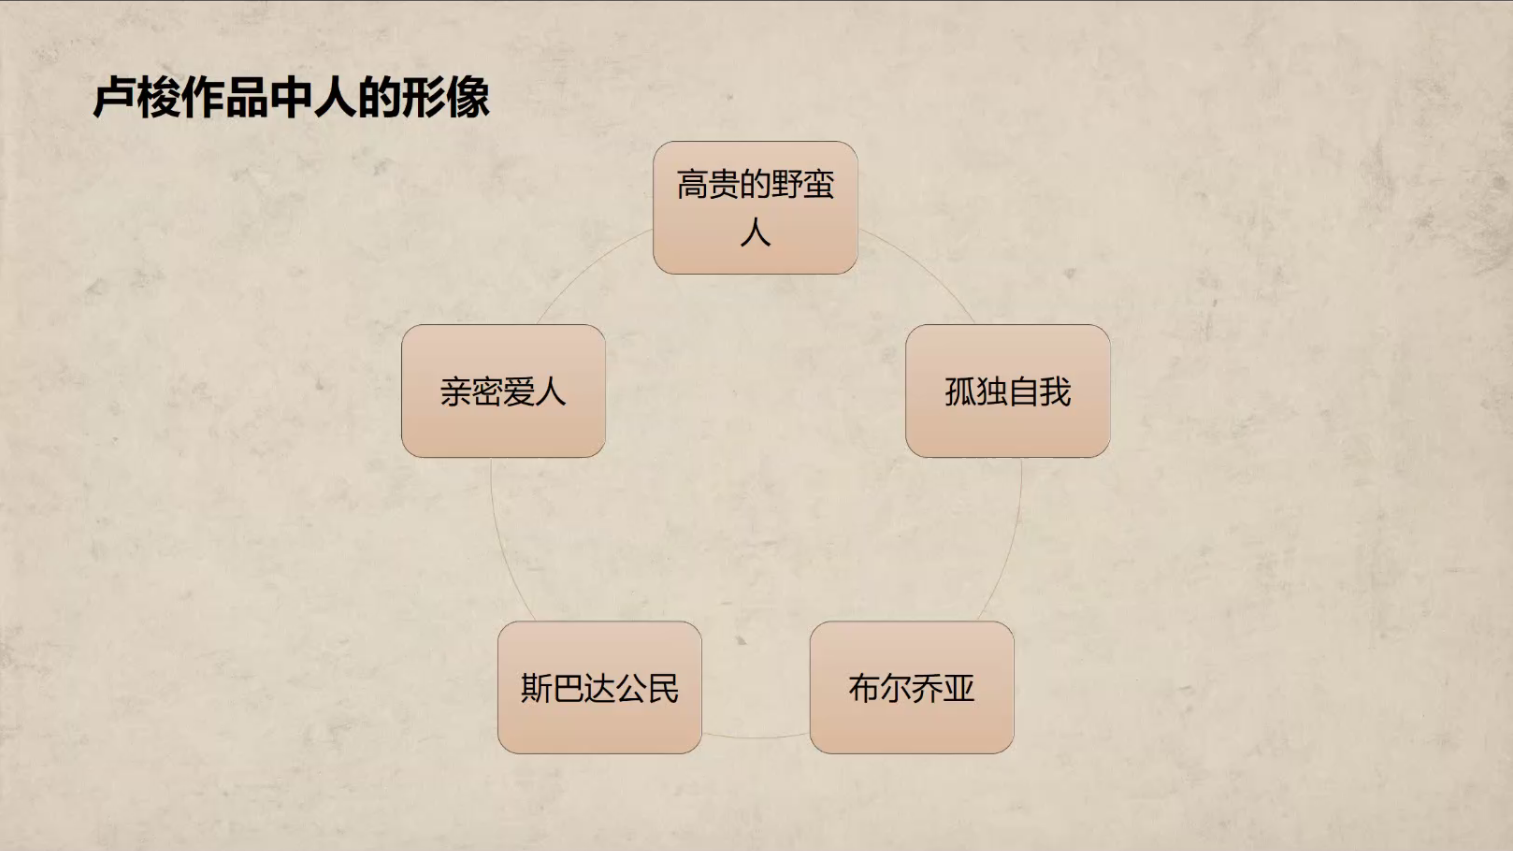 卢梭作品中人的形像
高贵的野蛮
人
亲密爱人
孤独自我
斯巴达公民
布尔乔亚